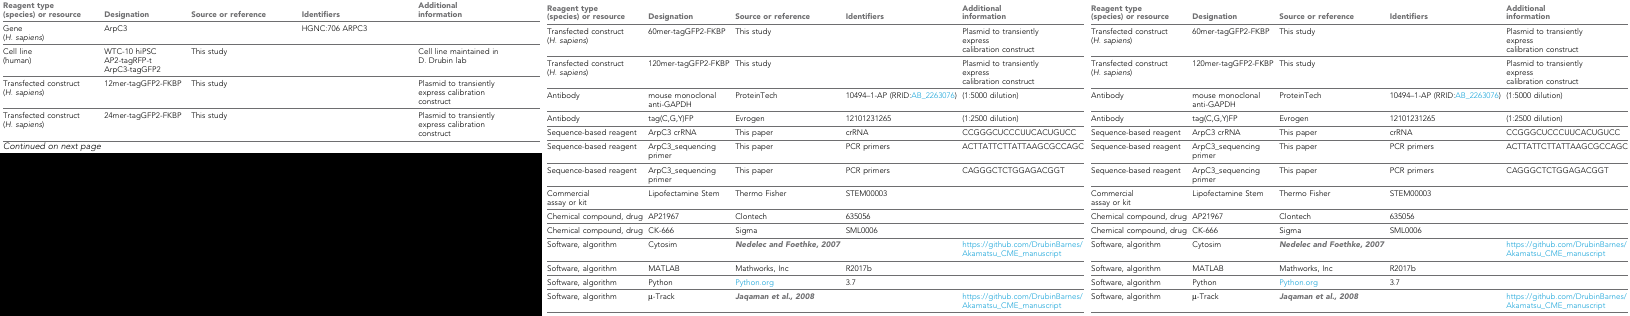 Reagent type (species) or resource Designation Source or reference Identifiers Additional information
Gene (H. sapiens) ArpC3 HGNC:706 ARPC3
Cell line (human) WTC-10 hiPSC AP2-tagRFP-t ArpC3-tagGFP2 This study Cell line maintained in D. Drubin lab
Transfected construct (H. sapiens) 12mer-tagGFP2-FKBP This study Plasmid to transiently express calibration construct
Transfected construct (H. sapiens) 24mer-tagGFP2-FKBP This study Plasmid to transiently express calibration construct
Continued on next page
Reagent type (species) or resource Designation Source or reference Identifiers Additional information
Transfected construct (H. sapiens) 60mer-tagGFP2-FKBP This study Plasmid to transiently express calibration construct
Transfected construct (H. sapiens) 120mer-tagGFP2-FKBP This study Plasmid to transiently express calibration construct
Antibody mouse monoclonal anti-GAPDH ProteinTech 10494–1-AP (RRID:AB_2263076) (1:5000 dilution)
Antibody tag(C,G,Y)FP Evrogen 12101231265 (1:2500 dilution)
Sequence-based reagent ArpC3 crRNA This paper crRNA CCGGGCUCCCUUCACUGUCC
Sequence-based reagent ArpC3_sequencing primer This paper PCR primers ACTTATTCTTATTAAGCGCCAGC
Sequence-based reagent ArpC3_sequencing primer This paper PCR primers CAGGGCTCTGGAGACGGT
Commercial assay or kit Lipofectamine Stem Thermo Fisher STEM00003
Chemical compound, drug AP21967 Clontech 635056
Chemical compound, drug CK-666 Sigma SML0006
Software, algorithm Cytosim Nedelec and Foethke, 2007 https://github.com/DrubinBarnes/Akamatsu_CME_manuscript
Software, algorithm MATLAB Mathworks, Inc R2017b
Software, algorithm Python Python.org 3.7
Software, algorithm µ-Track Jaqaman et al., 2008 https://github.com/DrubinBarnes/Akamatsu_CME_manuscript
Reagent type (species) or resource Designation Source or reference Identifiers Additional information
Transfected construct (H. sapiens) 60mer-tagGFP2-FKBP This study Plasmid to transiently express calibration construct
Transfected construct (H. sapiens) 120mer-tagGFP2-FKBP This study Plasmid to transiently express calibration construct
Antibody mouse monoclonal anti-GAPDH ProteinTech 10494–1-AP (RRID:AB_2263076) (1:5000 dilution)
Antibody tag(C,G,Y)FP Evrogen 12101231265 (1:2500 dilution)
Sequence-based reagent ArpC3 crRNA This paper crRNA CCGGGCUCCCUUCACUGUCC
Sequence-based reagent ArpC3_sequencing primer This paper PCR primers ACTTATTCTTATTAAGCGCCAGC
Sequence-based reagent ArpC3_sequencing primer This paper PCR primers CAGGGCTCTGGAGACGGT
Commercial assay or kit Lipofectamine Stem Thermo Fisher STEM00003
Chemical compound, drug AP21967 Clontech 635056
Chemical compound, drug CK-666 Sigma SML0006
Software, algorithm Cytosim Nedelec and Foethke, 2007 https://github.com/DrubinBarnes/Akamatsu_CME_manuscript
Software, algorithm MATLAB Mathworks, Inc R2017b
Software, algorithm Python Python.org 3.7
Software, algorithm µ-Track Jaqaman et al., 2008 https://github.com/DrubinBarnes/Akamatsu_CME_manuscript